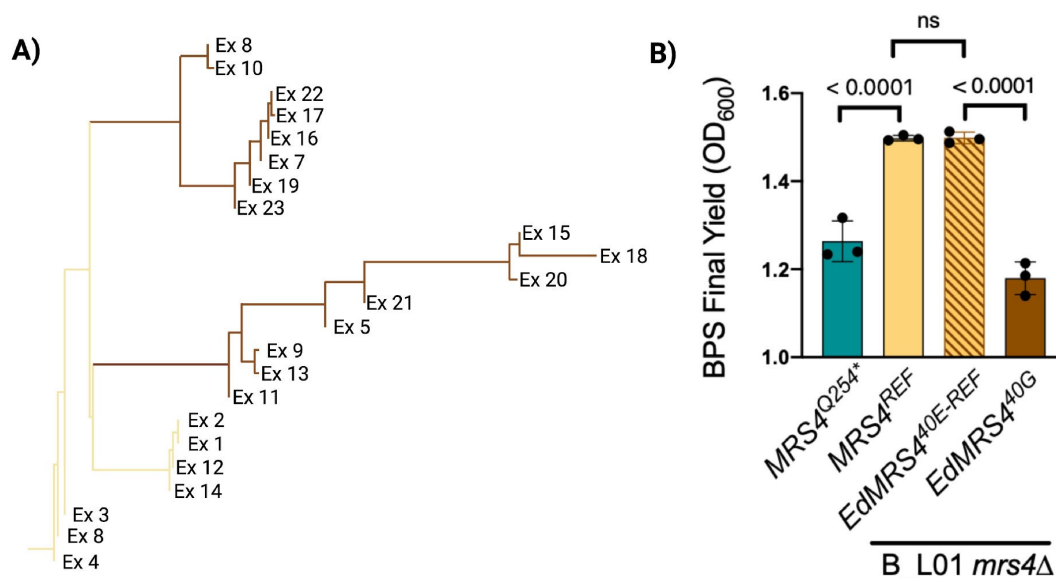 A)
Ex 8
Ex 10
Ex 22
Ex 17
Ex 16
Ex 7
Ex 19
Ex 23
Ex 15
Ex 18
Ex 20
Ex 21
Ex 5
Ex 9
Ex 13
Ex 11
Ex 2
Ex 1
Ex 12
Ex 14
Ex 3
Ex 8
Ex 4
B)
ns
< 0.0001
< 0.0001
BPS Final Yield (OD600)
1.6
1.4
1.2
1.0
MRS4Q254*
MRS4REF
EdMRS440E-REF
EdMRS440G
B L01 mrs4Δ